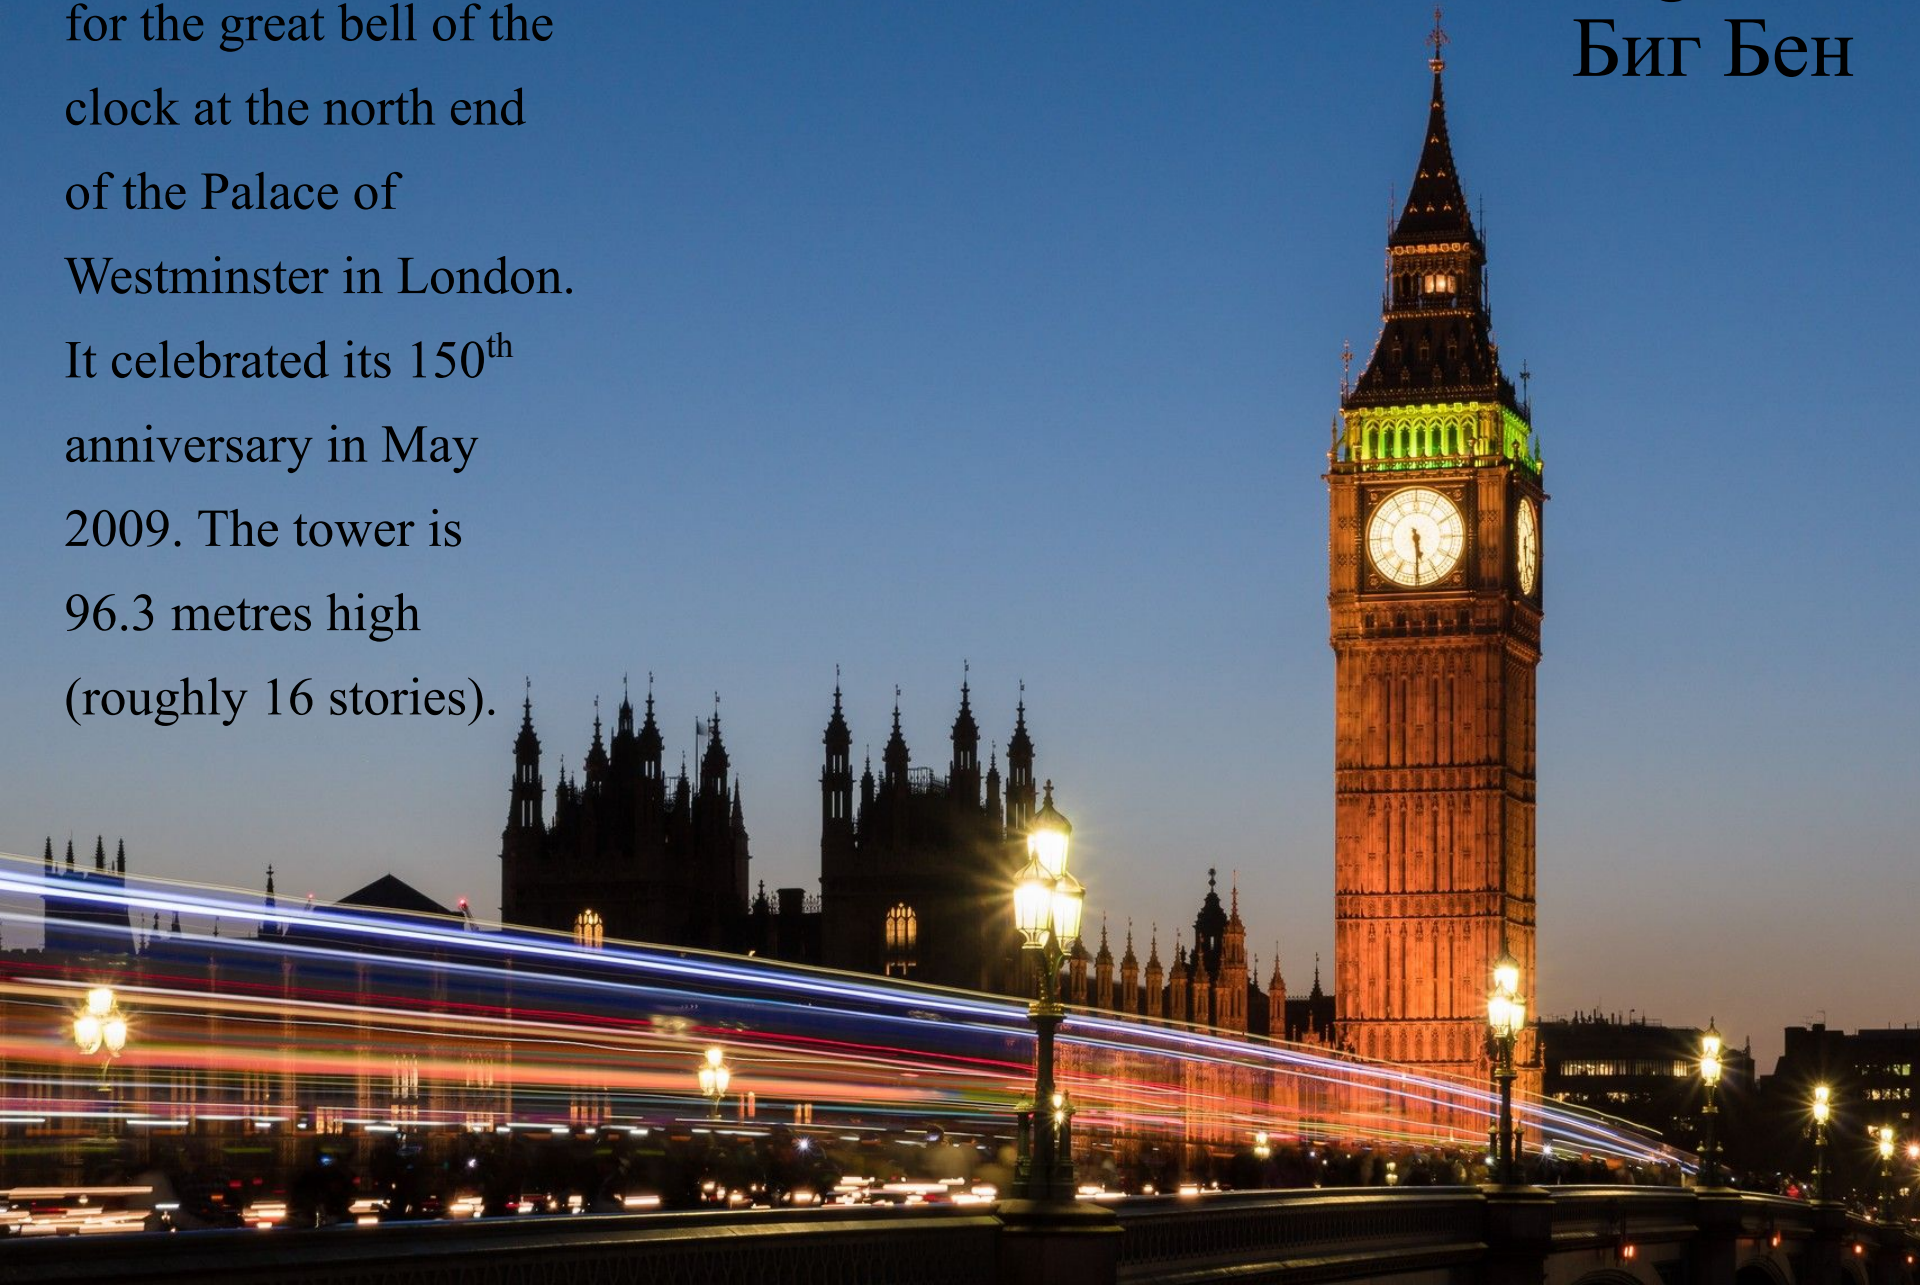 for the great bell of the
clock at the north end
of the Palace of
Westminster in London.
It celebrated its 150th
anniversary in May
2009. The tower is
96.3 metres high
(roughly 16 stories).
Биг Бен